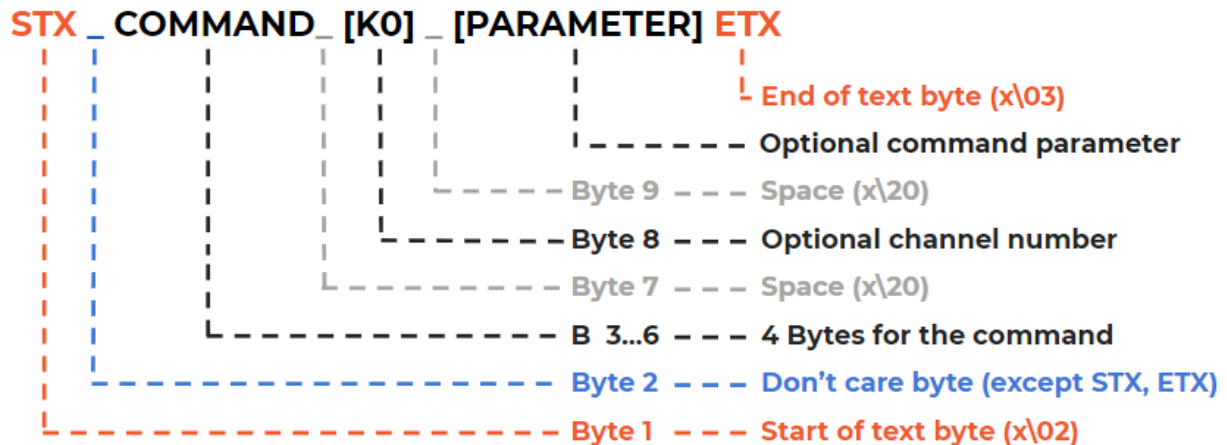 STX _ COMMAND_ [K0] _ [PARAMETER] ETX
End of text byte (x\03)
Optional command parameter
Byte 9 Space (x\20)
Byte 8 Optional channel number
Byte 7 Space (x\20)
B 3...6 4 Bytes for the command
Byte 2 Don't care byte (except STX, ETX)
Byte 1 Start of text byte (x\02)